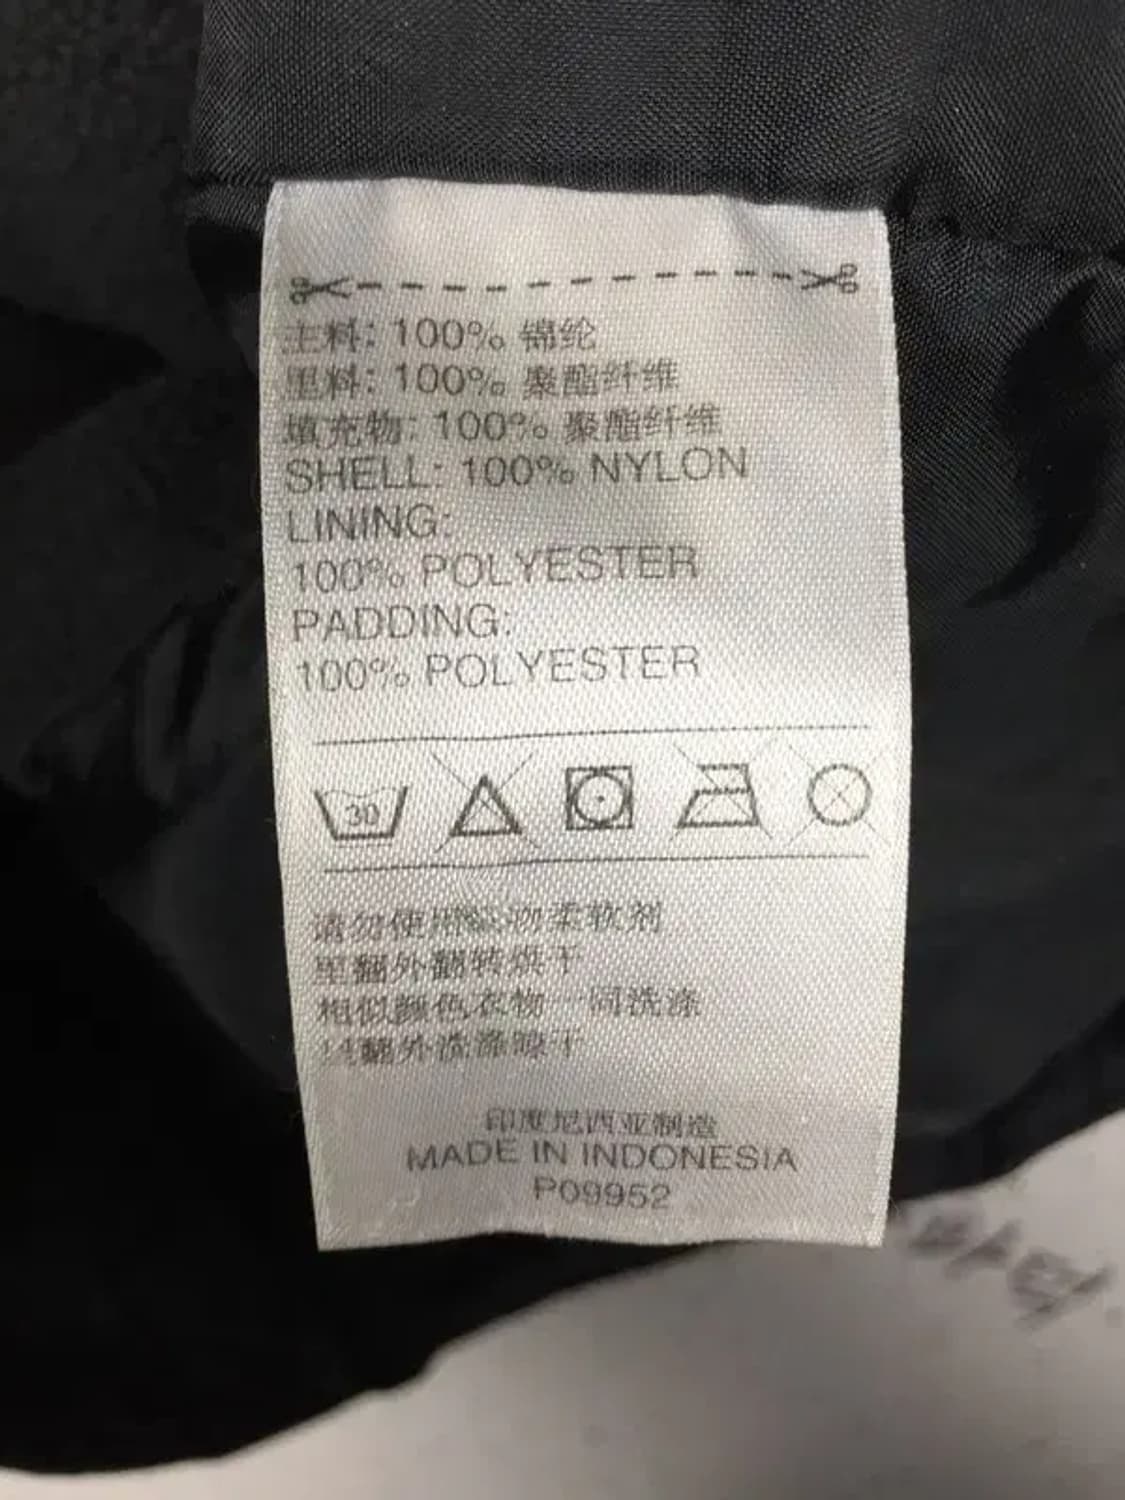 主料: 100% 锦纶
里料: 100% 聚酯纤维
填充物: 100% 聚酯纤维
SHELL: 100% NYLON
LINING:
100% POLYESTER
PADDING:
100% POLYESTER
30
请勿使用 柔软剂
里翻外翻转烘干
相似颜色衣物一同洗涤
翻外洗涤晾干
印度尼西亚制造
MADE IN INDONESIA
P09952